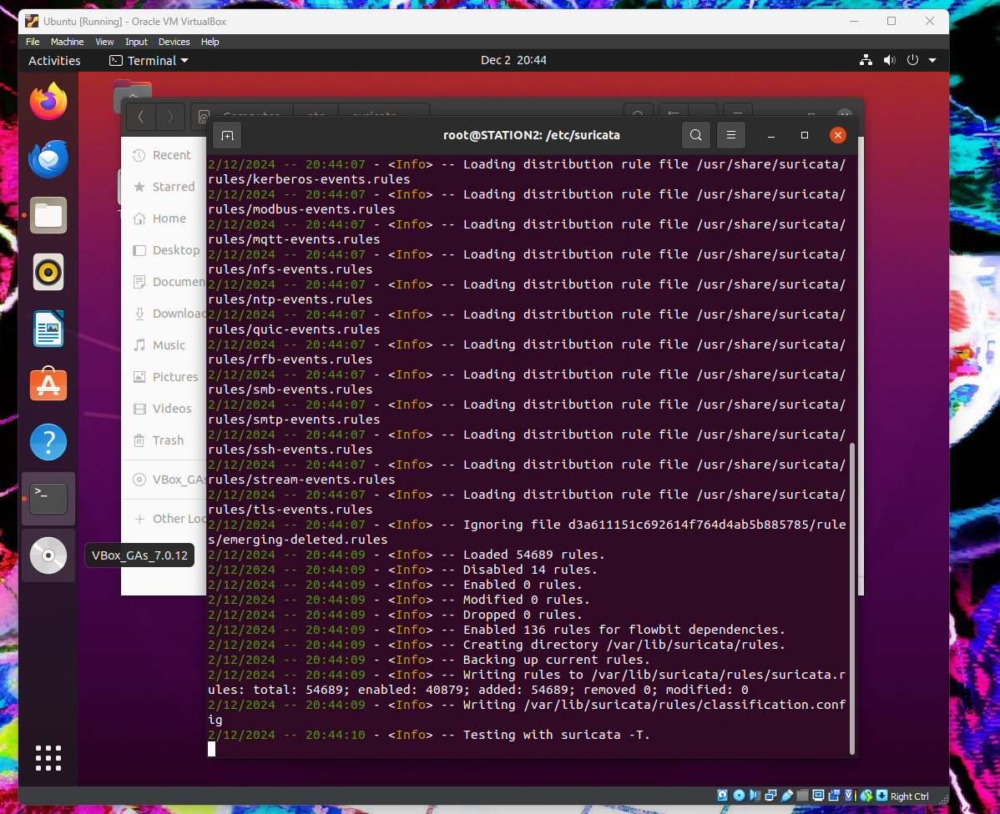 Ubuntu [Running] - Oracle VM VirtualBox
File Machine View Input Devices Help
Activities Terminal Dec 2 20:44
root@STATION2: /etc/suricata
Recent
Starred
Home
Desktop
Documen
Downloac
Music
Pictures
Videos
Trash
VBox_GAs
Other Loc
VBox_GAs_7.0.12
2/12/2024 -- 20:44:07 - <Info> -- Loading distribution rule file /usr/share/suricata/
rules/kerberos-events.rules
2/12/2024 -- 20:44:07 - <Info> -- Loading distribution rule file /usr/share/suricata/
rules/modbus-events.rules
2/12/2024 -- 20:44:07 - <Info> -- Loading distribution rule file /usr/share/suricata/
rules/mqtt-events.rules
2/12/2024 -- 20:44:07 - <Info> -- Loading distribution rule file /usr/share/suricata/
rules/nfs-events.rules
2/12/2024 -- 20:44:07 - <Info> -- Loading distribution rule file /usr/share/suricata/
rules/ntp-events.rules
2/12/2024 -- 20:44:07 - <Info> -- Loading distribution rule file /usr/share/suricata/
rules/quic-events.rules
2/12/2024 -- 20:44:07 - <Info> -- Loading distribution rule file /usr/share/suricata/
rules/rfb-events.rules
2/12/2024 -- 20:44:07 - <Info> -- Loading distribution rule file /usr/share/suricata/
rules/smb-events.rules
2/12/2024 -- 20:44:07 - <Info> -- Loading distribution rule file /usr/share/suricata/
rules/smtp-events.rules
2/12/2024 -- 20:44:07 - <Info> -- Loading distribution rule file /usr/share/suricata/
rules/ssh-events.rules
2/12/2024 -- 20:44:07 - <Info> -- Loading distribution rule file /usr/share/suricata/
rules/stream-events.rules
2/12/2024 -- 20:44:07 - <Info> -- Loading distribution rule file /usr/share/suricata/
rules/tls-events.rules
2/12/2024 -- 20:44:07 - <Info> -- Ignoring file d3a611151c692614f764d4ab5b885785/rule
s/emerging-deleted.rules
2/12/2024 -- 20:44:09 - <Info> -- Loaded 54689 rules.
2/12/2024 -- 20:44:09 - <Info> -- Disabled 14 rules.
2/12/2024 -- 20:44:09 - <Info> -- Enabled 0 rules.
2/12/2024 -- 20:44:09 - <Info> -- Modified 0 rules.
2/12/2024 -- 20:44:09 - <Info> -- Dropped 0 rules.
2/12/2024 -- 20:44:09 - <Info> -- Enabled 136 rules for flowbit dependencies.
2/12/2024 -- 20:44:09 - <Info> -- Creating directory /var/lib/suricata/rules.
2/12/2024 -- 20:44:09 - <Info> -- Backing up current rules.
2/12/2024 -- 20:44:09 - <Info> -- Writing rules to /var/lib/suricata/rules/suricata.r
ules: total: 54689; enabled: 40879; added: 54689; removed 0; modified: 0
2/12/2024 -- 20:44:09 - <Info> -- Writing /var/lib/suricata/rules/classification.conf
ig
2/12/2024 -- 20:44:10 - <Info> -- Testing with suricata -T.
Right Ctrl